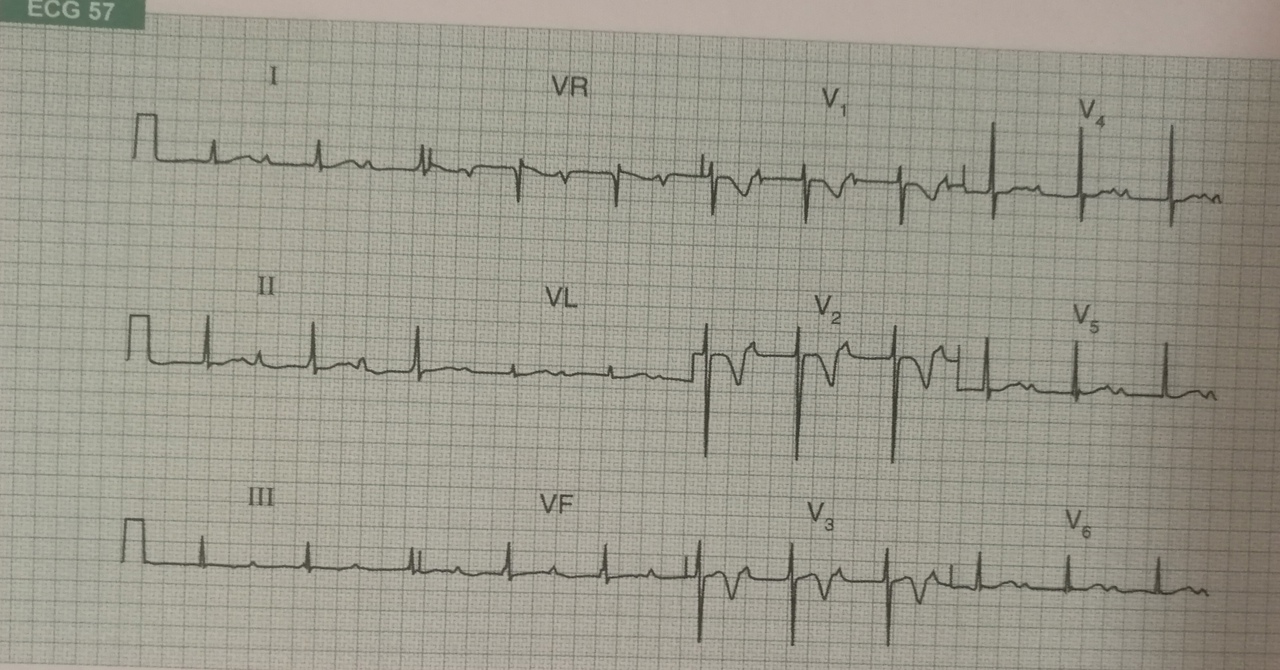 ECG 57
I VR V₁ V₄
II VL V₂ V₅
III VF V₃ V₆